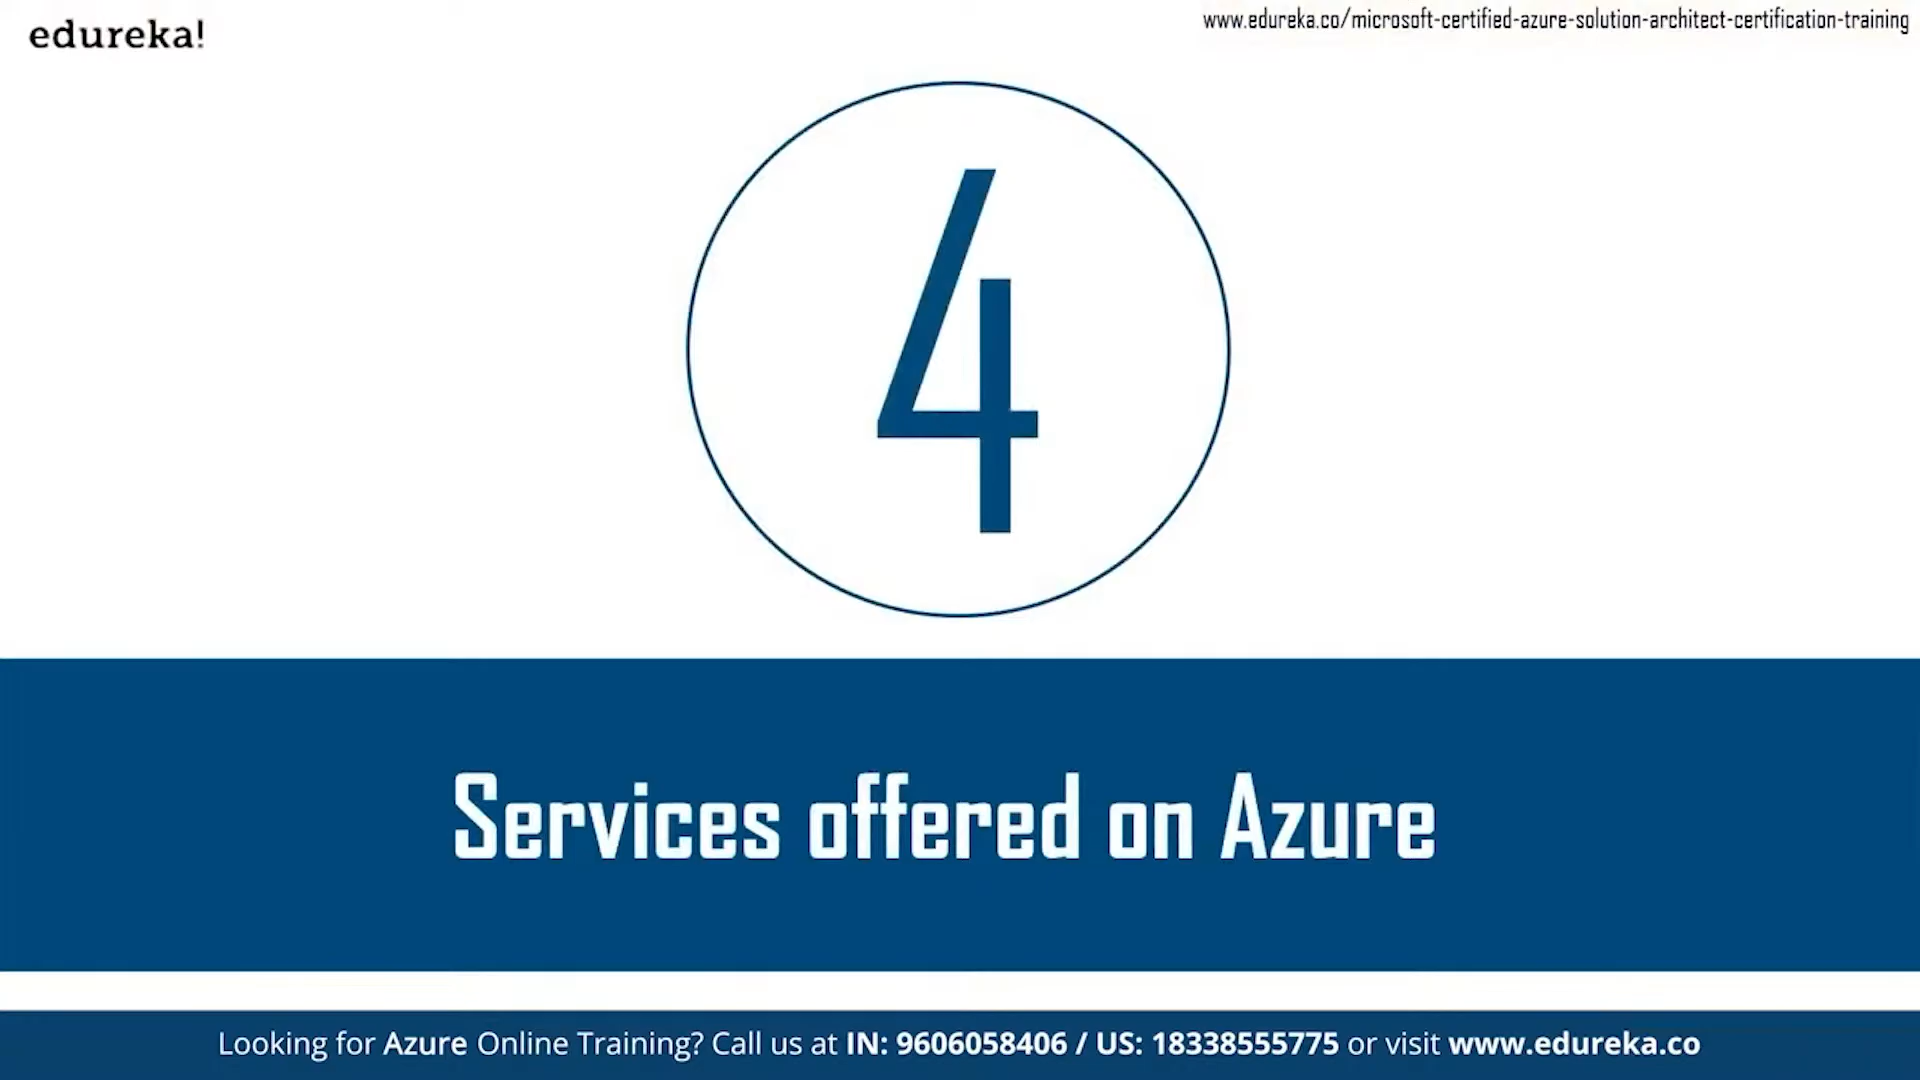 edureka!
www.edureka.co/microsoft-certified-azure-solution-architect-certification-training
4
Services offered on Azure
Looking for Azure Online Training? Call us at IN: 9606058406 / US: 18338555775 or visit www.edureka.co